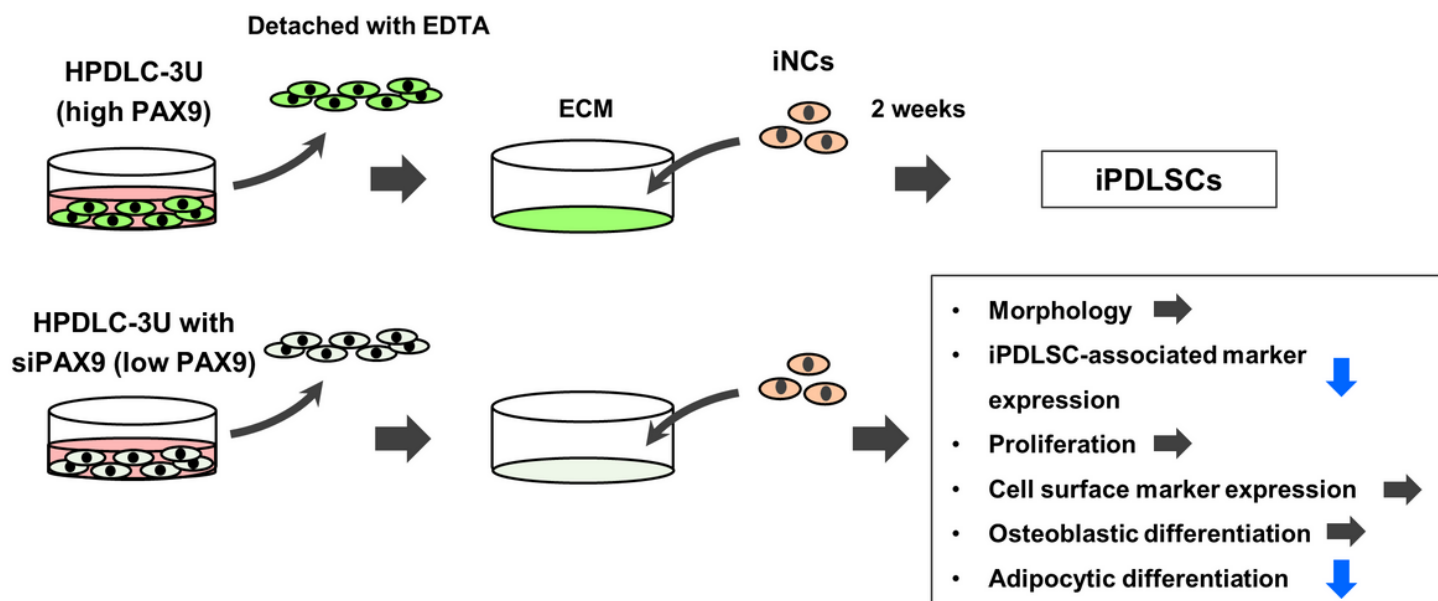 Detached with EDTA
HPDLC-3U
(high PAX9)
ECM
iNCs
2 weeks
iPDLSCs
HPDLC-3U with
siPAX9 (low PAX9)
• Morphology
• iPDLSC-associated marker
expression
• Proliferation
• Cell surface marker expression
• Osteoblastic differentiation
• Adipocytic differentiation